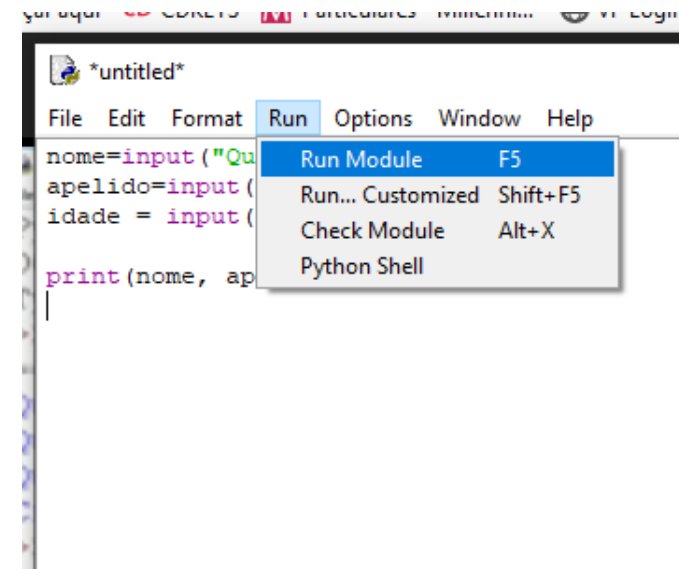 *untitled*
File Edit Format Run Options Window Help
nome=input("Qu
apelido=input(
idade = input(
print(nome, ap
Run Module F5
Run... Customized Shift+F5
Check Module Alt+X
Python Shell